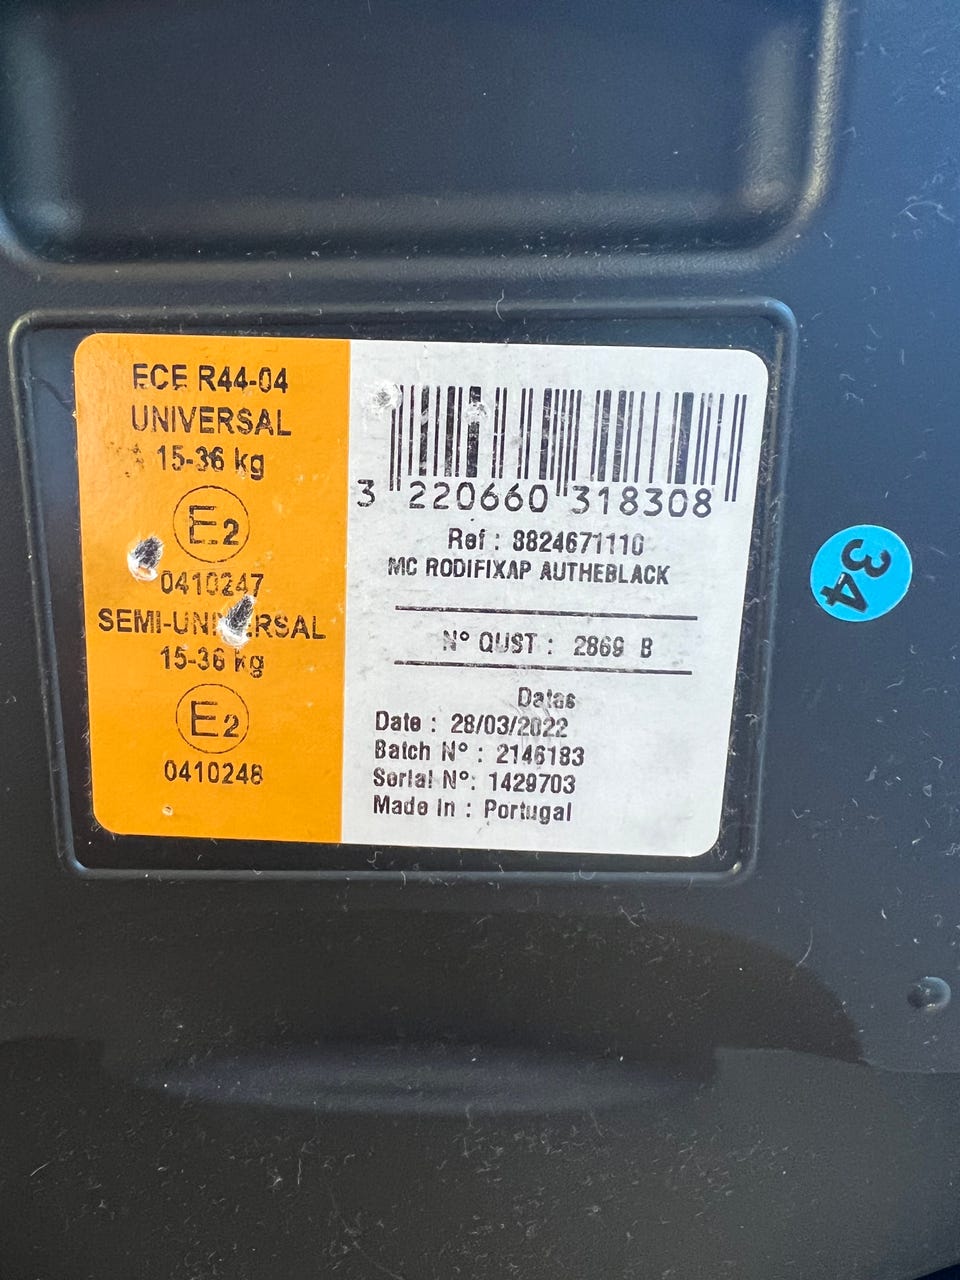 ECE R44-04
UNIVERSAL
15-36 kg
E2
0410247
SEMI-UNIVERSAL
15-36 kg
E2
0410248
3 220660 318308
Ref : 8824671110
MC RODIFIXAP AUTHEBLACK
N° QUST : 2869 B
Datas
Date : 28/03/2022
Batch N° : 2146183
Serial N°: 1429703
Made in : Portugal
34